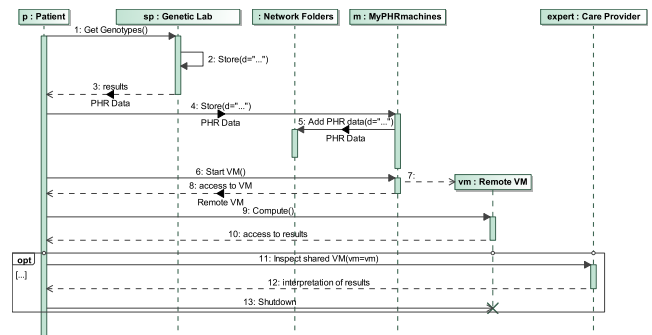 p : Patient
sp : Genetic Lab
: Network Folders
m : MyPHRmachines
expert : Care Provider
1: Get Genotypes()
2: Store(d="...")
3: results
PHR Data
4: Store(d="...")
PHR Data
5: Add PHR data(d="...")
PHR Data
6: Start VM()
7:
vm : Remote VM
8: access to VM
Remote VM
9: Compute()
10: access to results
opt
11: Inspect shared VM(vm=vm)
[...]
12: interpretation of results
13: Shutdown